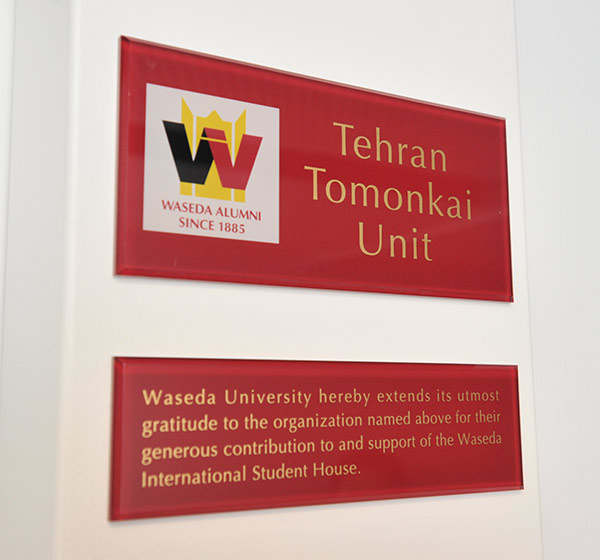 WASEDA ALUMNI
SINCE 1885
Tehran
Tomonkai
Unit
Waseda University hereby extends its utmost
gratitude to the organization named above for their
generous contribution to and support of the Waseda
International Student House.